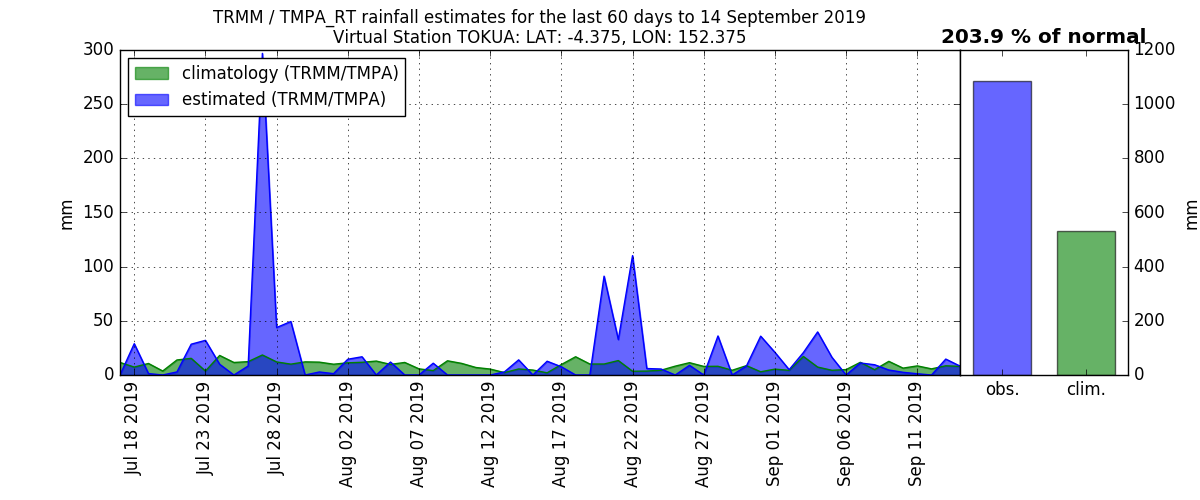 TRMM / TMPA_RT rainfall estimates for the last 60 days to 14 September 2019
Virtual Station TOKUA: LAT: -4.375, LON: 152.375
203.9 % of normal
climatology (TRMM/TMPA)
estimated (TRMM/TMPA)
mm
300
250
200
150
100
50
0
Jul 18 2019
Jul 23 2019
Jul 28 2019
Aug 02 2019
Aug 07 2019
Aug 12 2019
Aug 17 2019
Aug 22 2019
Aug 27 2019
Sep 01 2019
Sep 06 2019
Sep 11 2019
obs.
clim.
1200
1000
800
600
400
200
0
mm